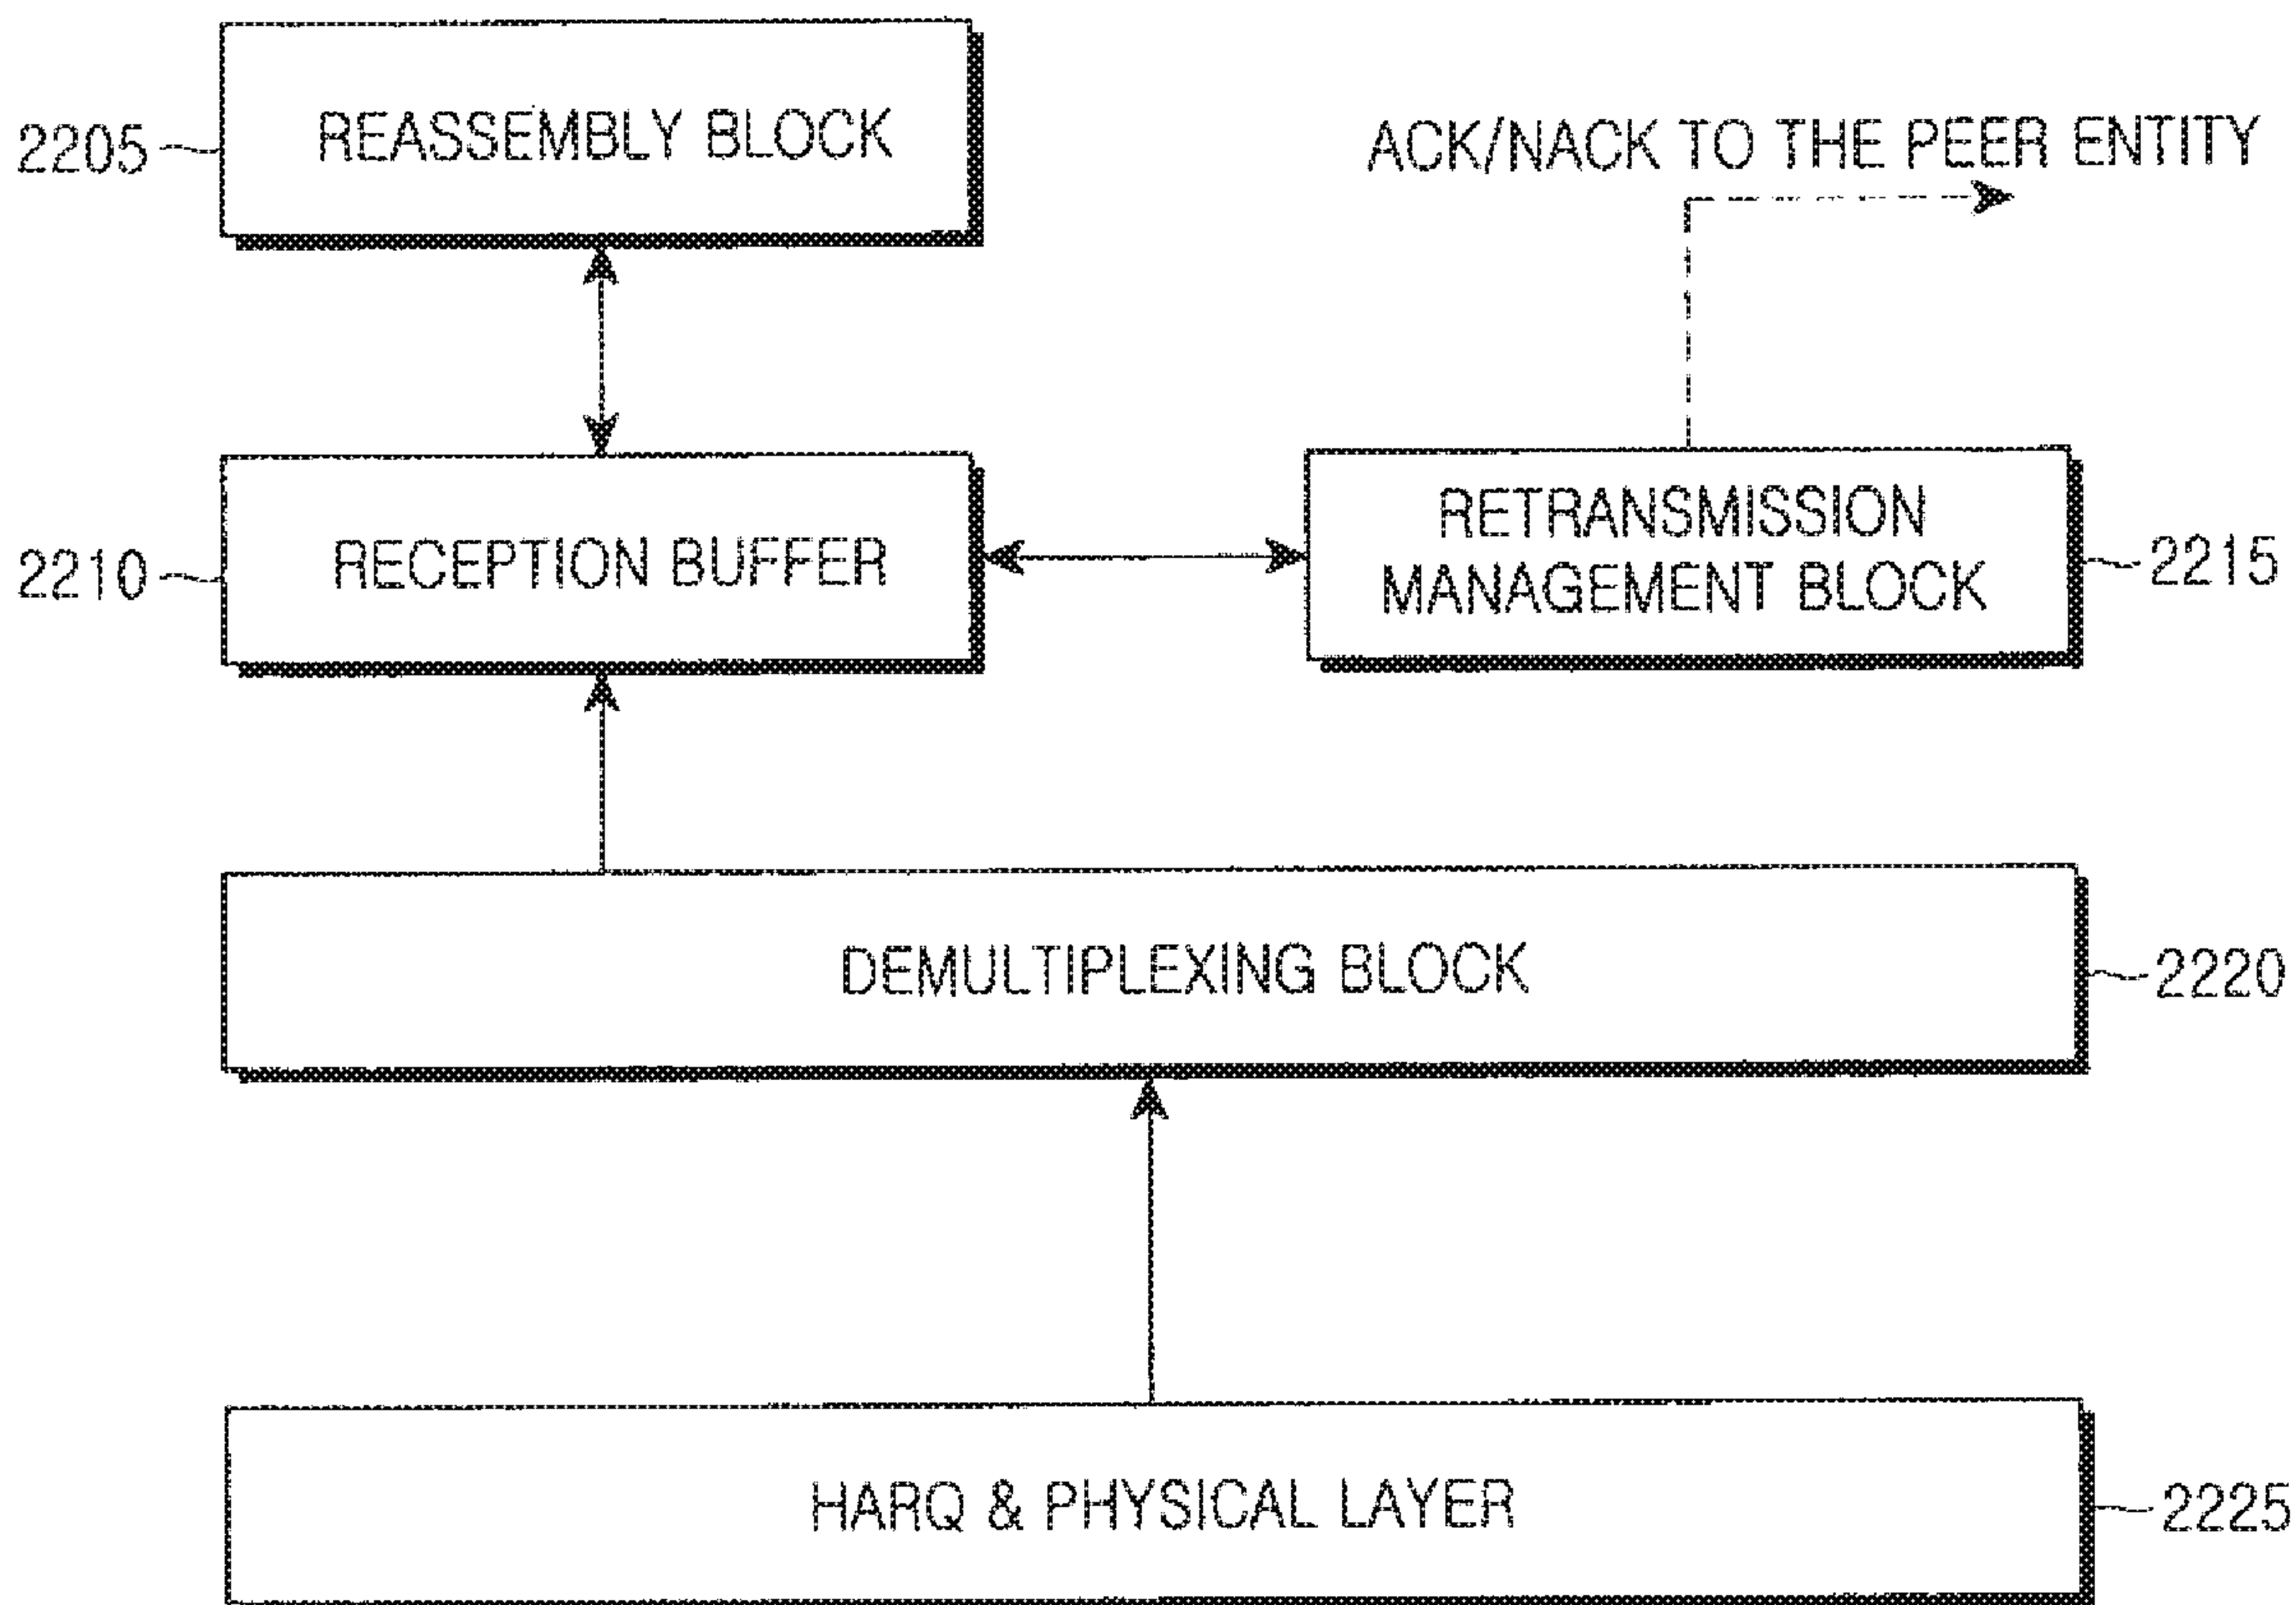 REASSEMBLY BLOCK
2205
ACK/NACK TO THE PEER ENTITY
2210
RECEPTION BUFFER
RETRANSMISSION
MANAGEMENT BLOCK
2215
DEMULTIPLEXING BLOCK
2220
HARQ & PHYSICAL LAYER
2225